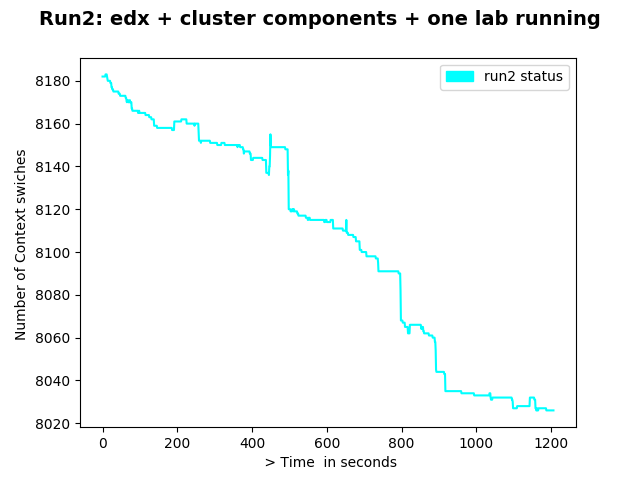 Run2: edx + cluster components + one lab running
run2 status
Number of Context swiches
8180
8160
8140
8120
8100
8080
8060
8040
8020
0 200 400 600 800 1000 1200
> Time  in seconds